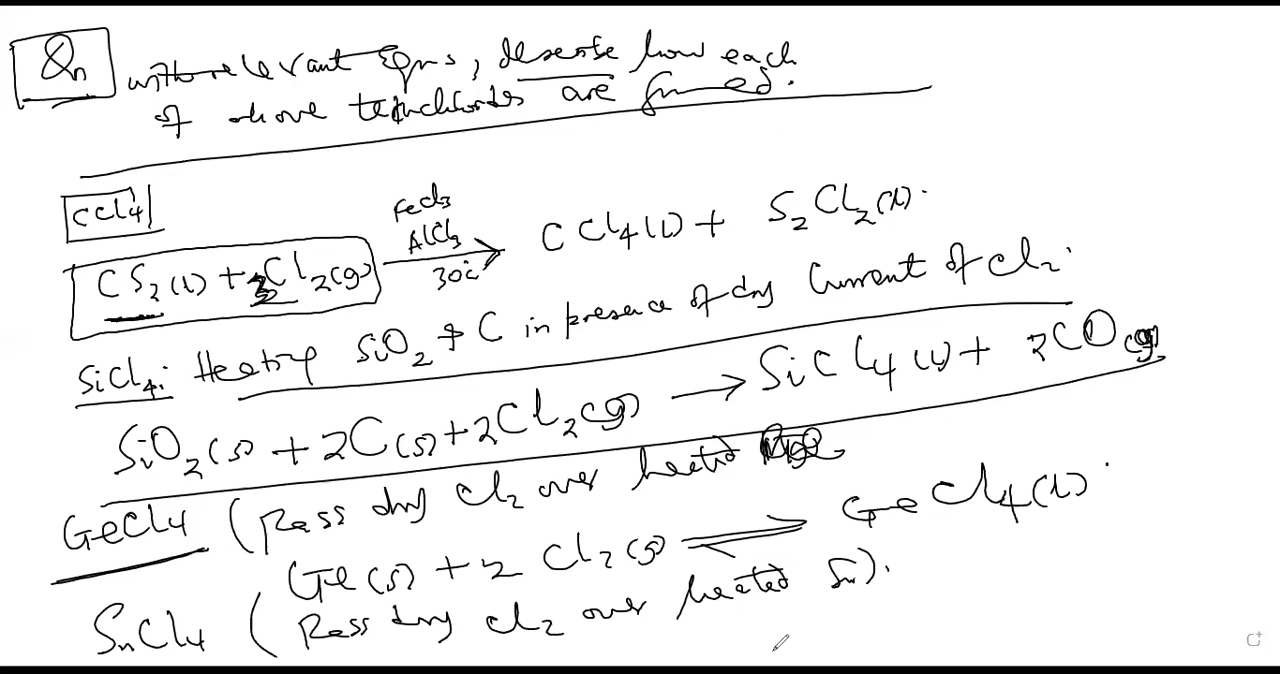 Qn with relevant Eqns, describe how each
of above tetrachlorides are formed.
CCl4
CS2(l) + 3Cl2(g) FeCl3 AlCl3 30°C → CCl4(l) + S2Cl2(l).
SiCl4: Heating SiO2 & C in presence of dry current of Cl2.
SiO2(s) + 2C(s) + 2Cl2(g) → SiCl4(l) + 2CO(g)
GeCl4 (Pass dry Cl2 over heated
Ge(s) + 2Cl2(g) ⇌ GeCl4(l).
SnCl4 (Pass dry Cl2 over heated Sn).